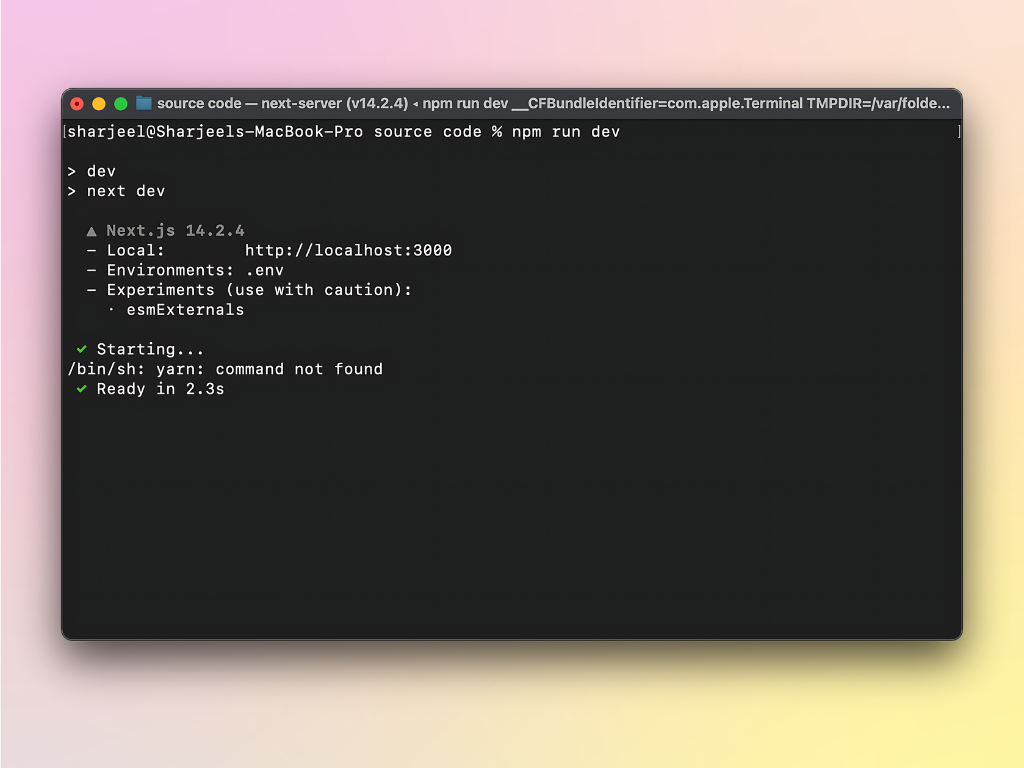 source code — next-server (v14.2.4) ◂ npm run dev __CFBundleIdentifier=com.apple.Terminal TMPDIR=/var/folde...
[sharjeel@Sharjeels-MacBook-Pro source code % npm run dev ]
> dev
> next dev
▲ Next.js 14.2.4
- Local: http://localhost:3000
- Environments: .env
- Experiments (use with caution):
· esmExternals
✓ Starting...
/bin/sh: yarn: command not found
✓ Ready in 2.3s